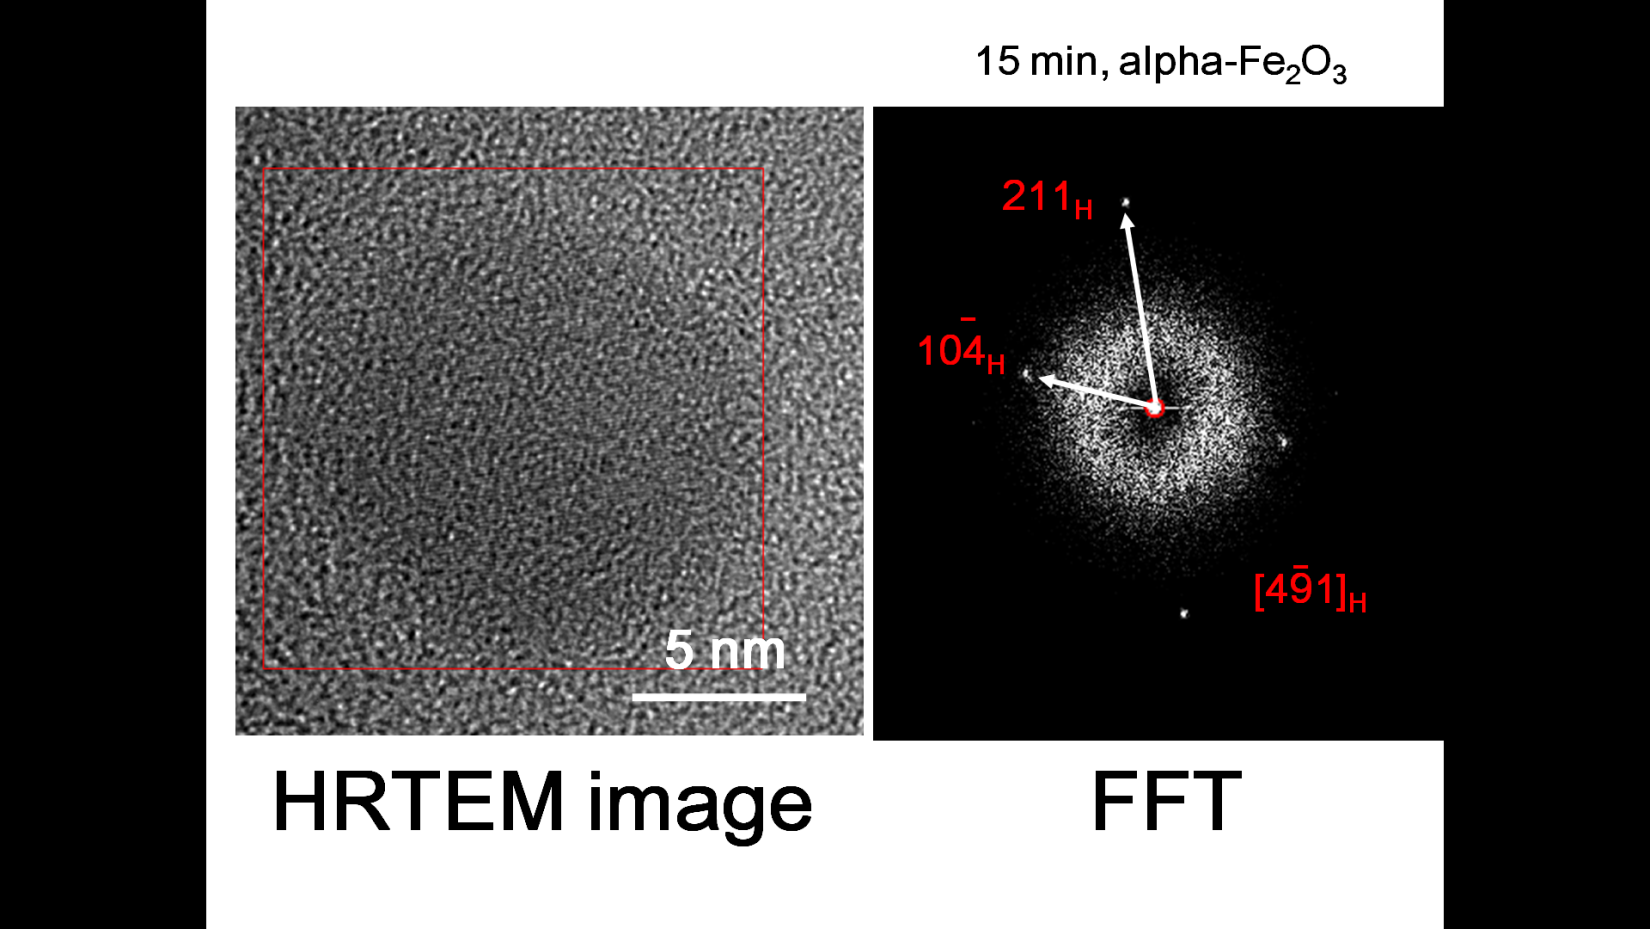 15 min, alpha-Fe₂O₃
211H
104̄H
[49̄1]H
5 nm
HRTEM image
FFT